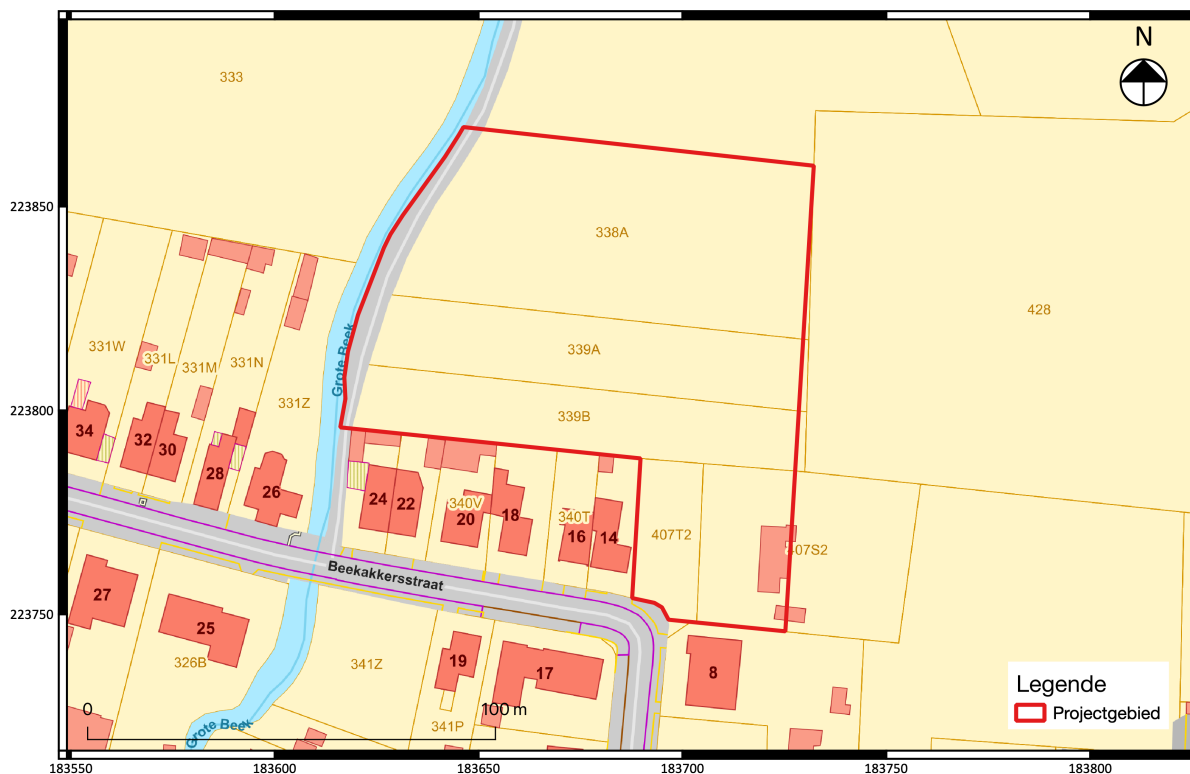 N
333
223850
338A
428
331W
331L
331M
331N
339A
Grote Beek
331Z
223800
339B
34
32
30
28
26
24
22
340V
20
18
340T
16
14
407T2
407S2
Beekakkersstraat
223750
27
25
326B
341Z
19
17
8
341P
Grote Beek
0
100 m
Legende
Projectgebied
183550
183600
183650
183700
183750
183800